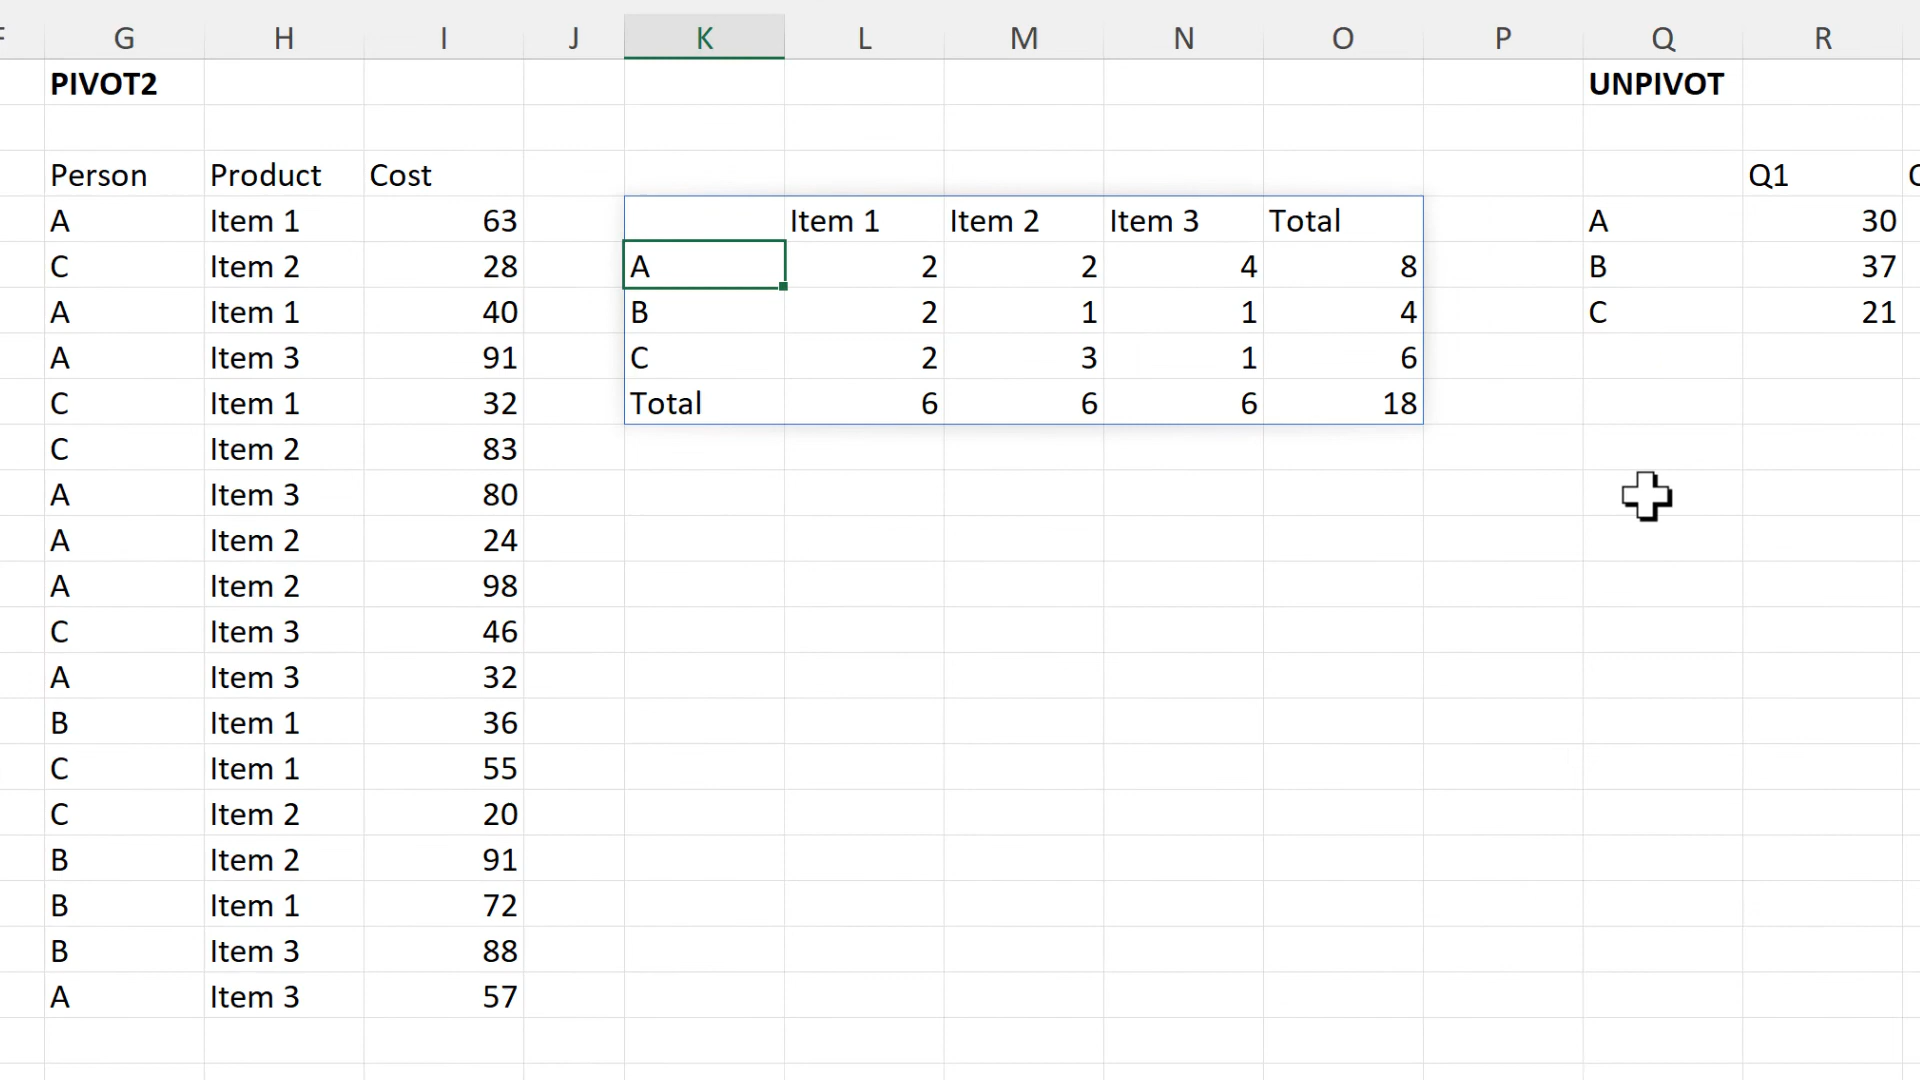 G H I J K L M N O P Q R
PIVOT2 UNPIVOT
Person Product Cost Q1
A Item 1 63 Item 1 Item 2 Item 3 Total A 30
C Item 2 28 A 2 2 4 8 B 37
A Item 1 40 B 2 1 1 4 C 21
A Item 3 91 C 2 3 1 6
C Item 1 32 Total 6 6 6 18
C Item 2 83
A Item 3 80
A Item 2 24
A Item 2 98
C Item 3 46
A Item 3 32
B Item 1 36
C Item 1 55
C Item 2 20
B Item 2 91
B Item 1 72
B Item 3 88
A Item 3 57